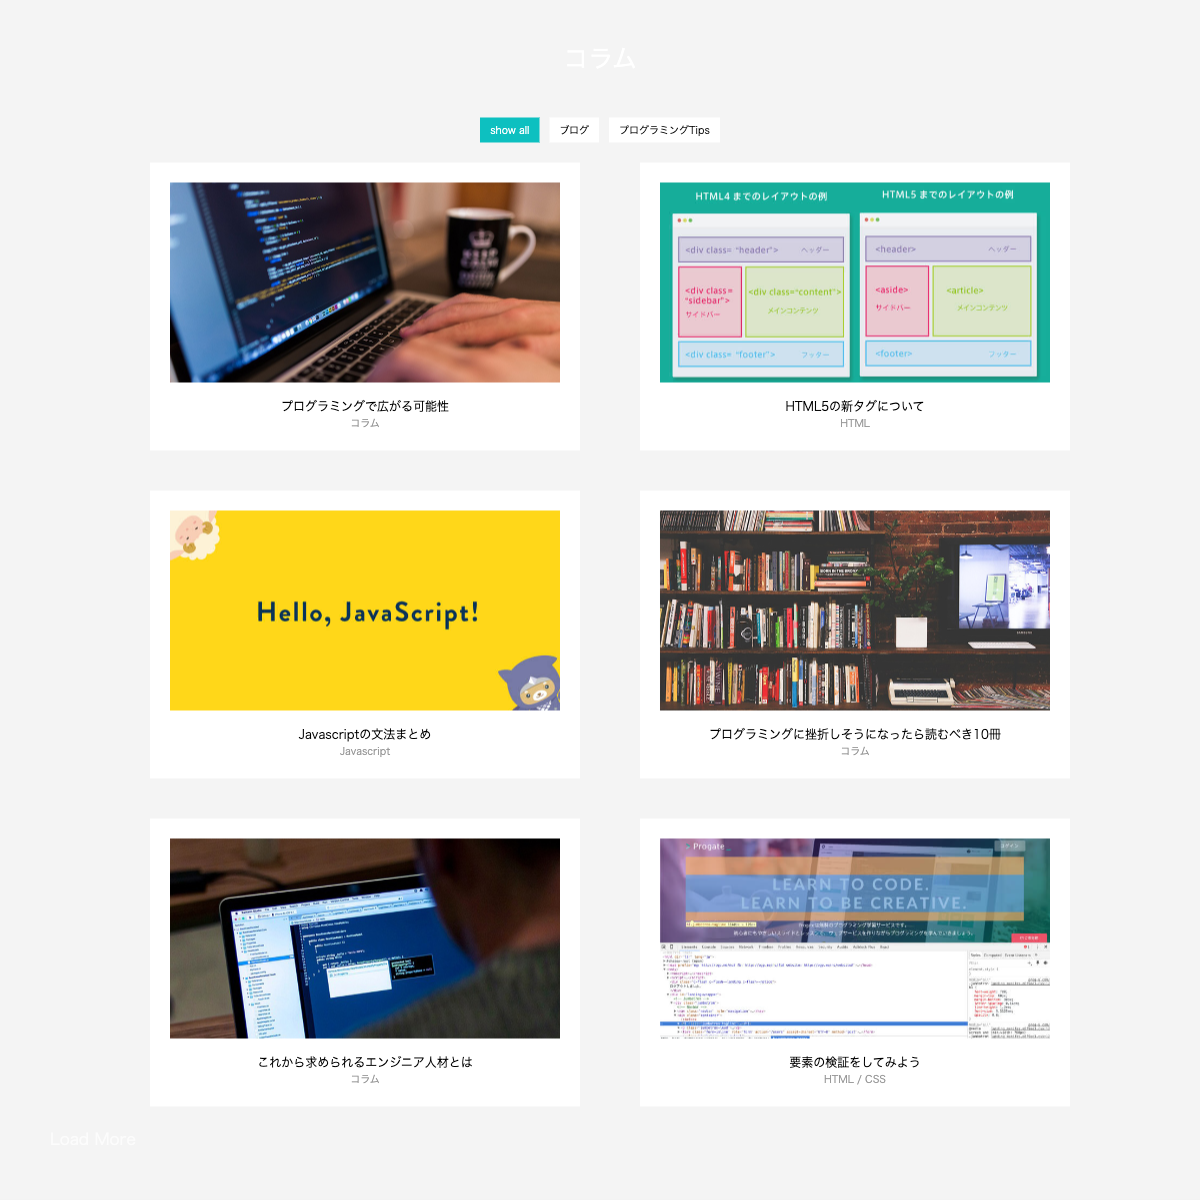 コラム
show all
ブログ
プログラミングTips
HTML4 までのレイアウトの例
HTML5 までのレイアウトの例
<div class= "header"> ヘッダー
<div class= "sidebar">
サイドバー
<div class="content">
メインコンテンツ
<div class= "footer"> フッター
<header> ヘッダー
<aside>
サイドバー
<article>
メインコンテンツ
<footer> フッター
プログラミングで広がる可能性
コラム
HTML5の新タグについて
HTML
Hello, JavaScript!
Javascriptの文法まとめ
Javascript
プログラミングに挫折しそうになったら読むべき10冊
コラム
Progate
ログイン
LEARN TO CODE.
LEARN TO BE CREATIVE.
これから求められるエンジニア人材とは
コラム
要素の検証をしてみよう
HTML / CSS
Load More